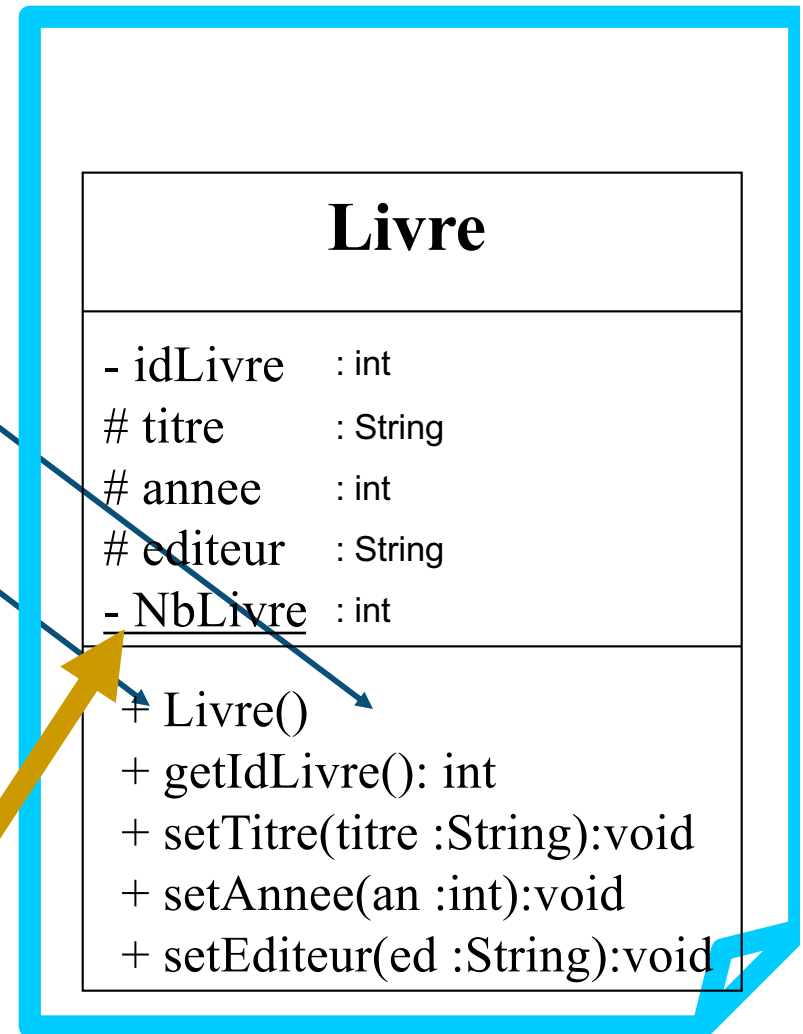 Livre
- idLivre : int
# titre : String
# annee : int
# editeur : String
- NbLivre : int
+ Livre()
+ getIdLivre(): int
+ setTitre(titre :String):void
+ setAnnee(an :int):void
+ setEditeur(ed :String):void